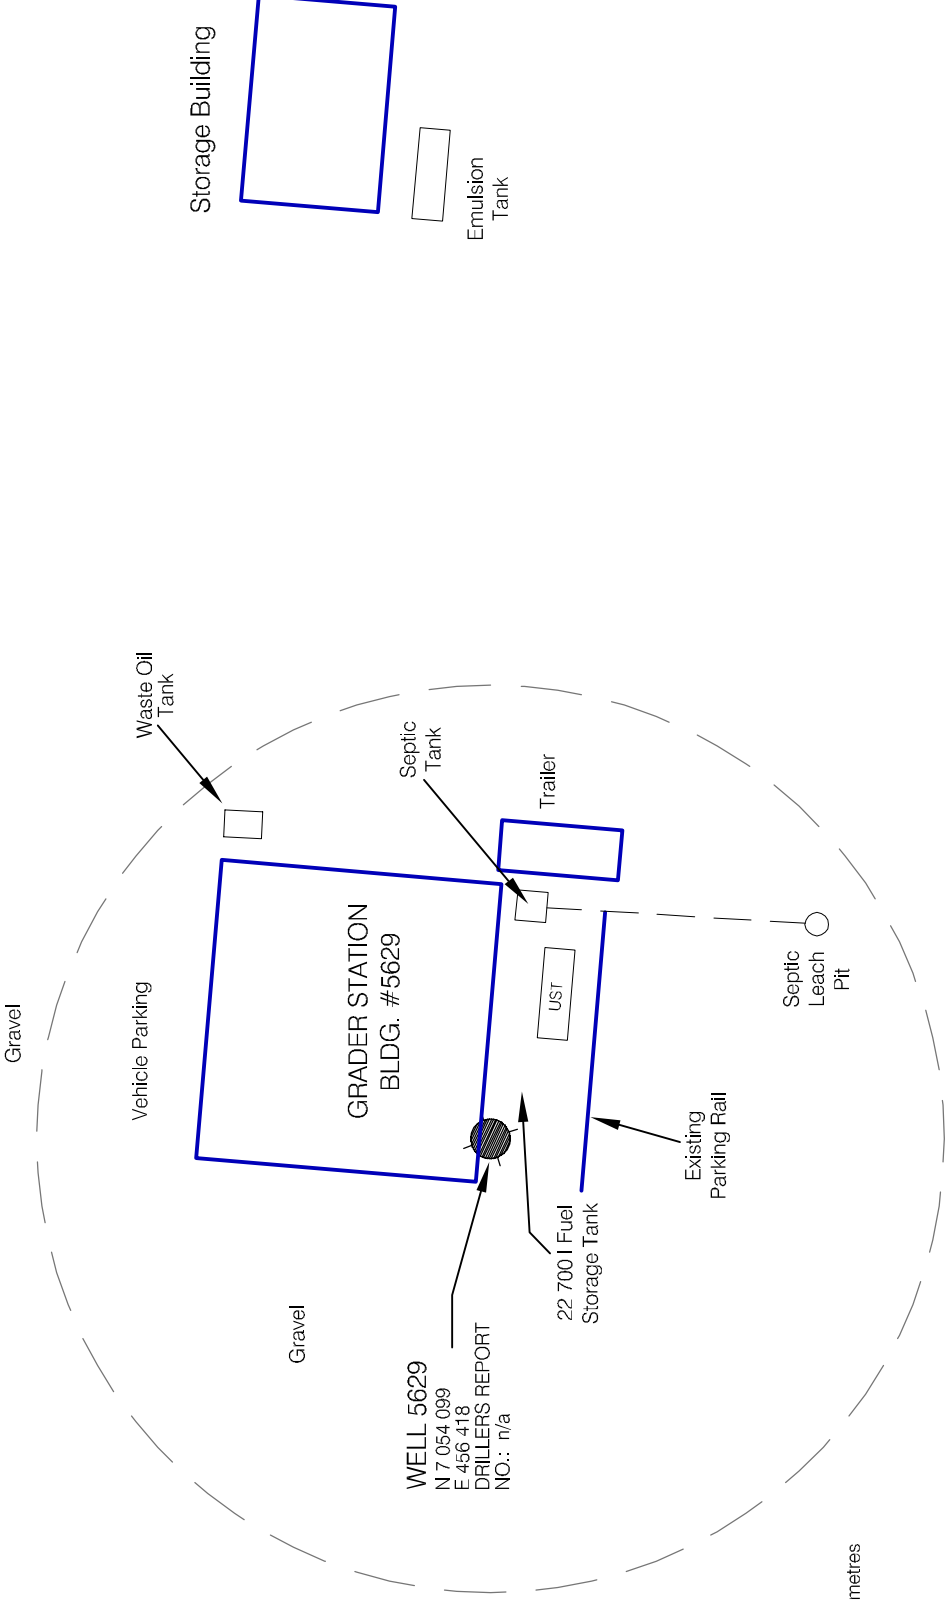 Storage Building
Emulsion
Tank
Waste Oil
Tank
Septic
Tank
Trailer
Gravel
Vehicle Parking
GRADER STATION
BLDG. #5629
UST
Septic
Leach
Pit
Existing
Parking Rail
22 700 l Fuel
Storage Tank
Gravel
WELL 5629
N 7 054 099
E 456 418
DRILLERS REPORT
NO.: n/a
metres